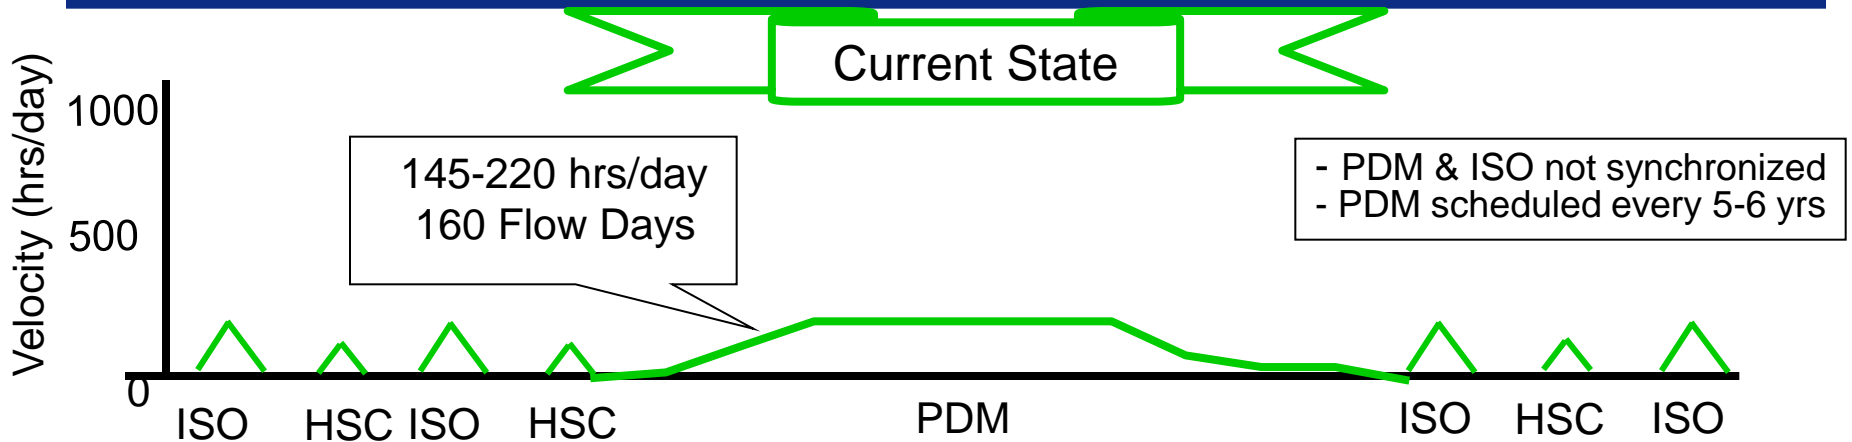 Current State
Velocity (hrs/day)
1000
500
0
145-220 hrs/day
160 Flow Days
- PDM & ISO not synchronized
- PDM scheduled every 5-6 yrs
ISO HSC ISO HSC PDM ISO HSC ISO